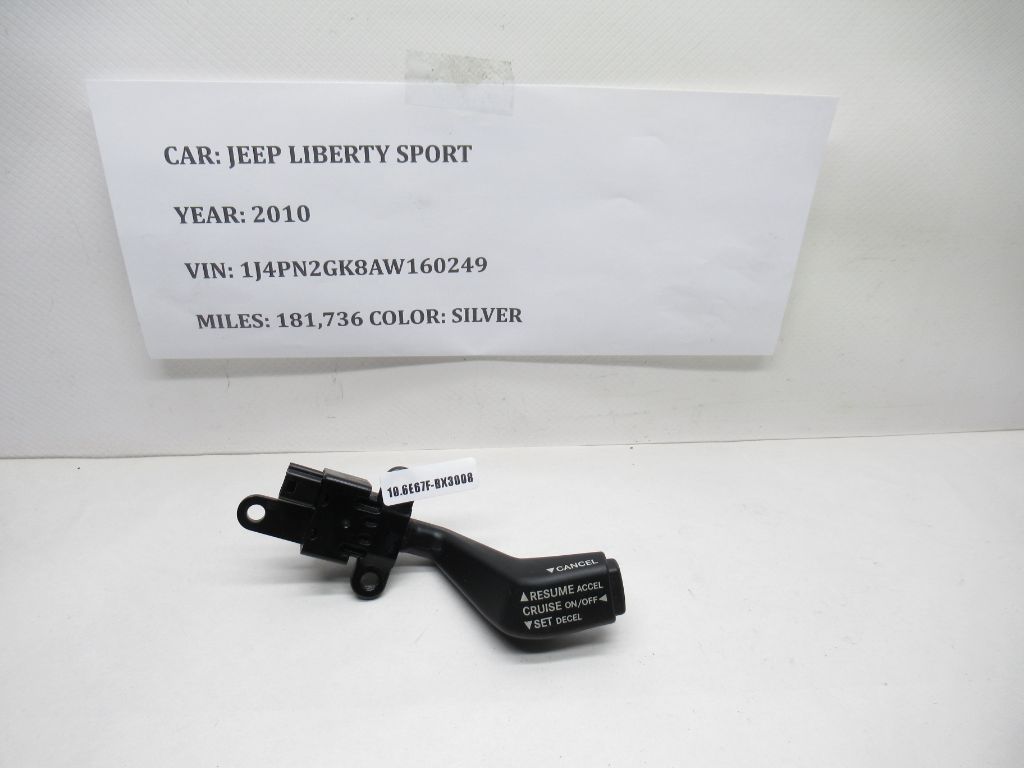 CAR: JEEP LIBERTY SPORT
YEAR: 2010
VIN: 1J4PN2GK8AW160249
MILES: 181,736 COLOR: SILVER
10.6E67F-BX3008
▼CANCEL
▲RESUME ACCEL
CRUISE ON/OFF◀
▼SET DECEL